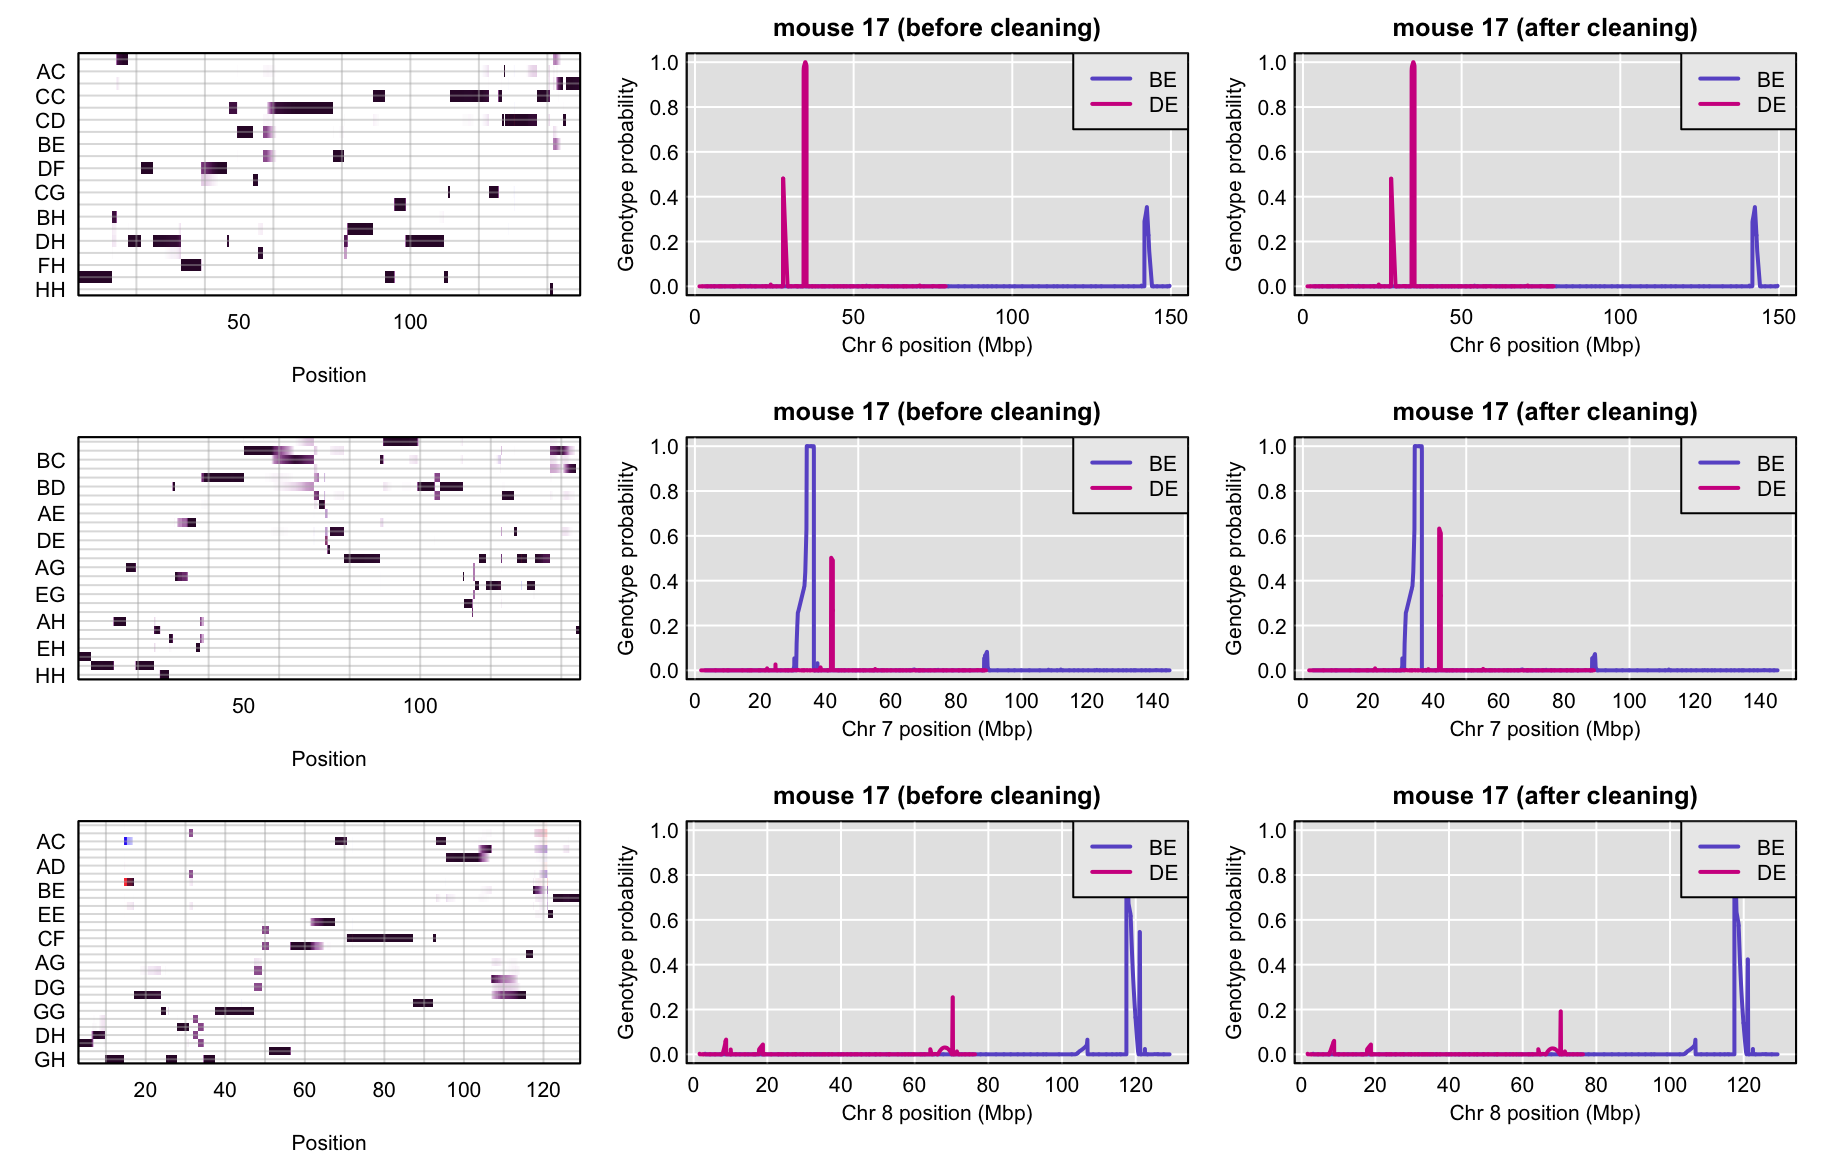 AC
CC
CD
BE
DF
CG
BH
DH
FH
HH
50 100
Position
mouse 17 (before cleaning)
Genotype probability
1.0
0.8
0.6
0.4
0.2
0.0
BE
DE
0 50 100 150
Chr 6 position (Mbp)
mouse 17 (after cleaning)
Genotype probability
1.0
0.8
0.6
0.4
0.2
0.0
BE
DE
0 50 100 150
Chr 6 position (Mbp)
BC
BD
AE
DE
AG
EG
AH
EH
HH
50 100
Position
mouse 17 (before cleaning)
Genotype probability
1.0
0.8
0.6
0.4
0.2
0.0
BE
DE
0 20 40 60 80 100 120 140
Chr 7 position (Mbp)
mouse 17 (after cleaning)
Genotype probability
1.0
0.8
0.6
0.4
0.2
0.0
BE
DE
0 20 40 60 80 100 120 140
Chr 7 position (Mbp)
AC
AD
BE
EE
CF
AG
DG
GG
DH
GH
20 40 60 80 100 120
Position
mouse 17 (before cleaning)
Genotype probability
1.0
0.8
0.6
0.4
0.2
0.0
BE
DE
0 20 40 60 80 100 120
Chr 8 position (Mbp)
mouse 17 (after cleaning)
Genotype probability
1.0
0.8
0.6
0.4
0.2
0.0
BE
DE
0 20 40 60 80 100 120
Chr 8 position (Mbp)